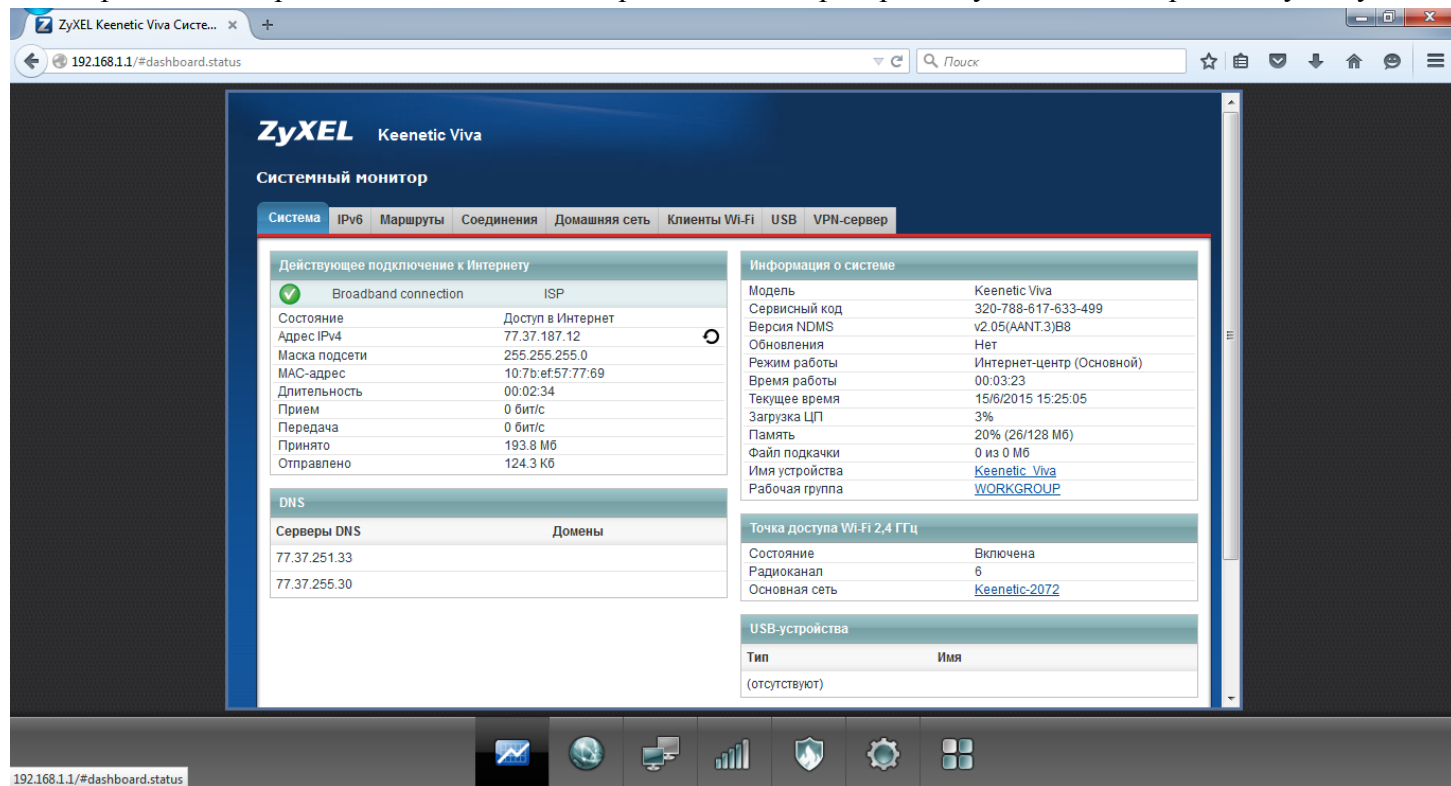 ZyXEL Keenetic Viva Систе...
192.168.1.1/#dashboard.status
Поиск
ZyXEL Keenetic Viva
Системный монитор
Система IPv6 Маршруты Соединения Домашняя сеть Клиенты Wi-Fi USB VPN-сервер
Действующее подключение к Интернету
Broadband connection ISP
Состояние Доступ в Интернет
Адрес IPv4 77.37.187.12
Маска подсети 255.255.255.0
MAC-адрес 10:7b:ef:57:77:69
Длительность 00:02:34
Прием 0 бит/с
Передача 0 бит/с
Принято 193.8 Мб
Отправлено 124.3 Кб
DNS
Серверы DNS Домены
77.37.251.33
77.37.255.30
Информация о системе
Модель Keenetic Viva
Сервисный код 320-788-617-633-499
Версия NDMS v2.05(AANT.3)B8
Обновления Нет
Режим работы Интернет-центр (Основной)
Время работы 00:03:23
Текущее время 15/6/2015 15:25:05
Загрузка ЦП 3%
Память 20% (26/128 Мб)
Файл подкачки 0 из 0 Мб
Имя устройства Keenetic_Viva
Рабочая группа WORKGROUP
Точка доступа Wi-Fi 2,4 ГГц
Состояние Включена
Радиоканал 6
Основная сеть Keenetic-2072
USB-устройства
Тип Имя
(отсутствуют)
192.168.1.1/#dashboard.status